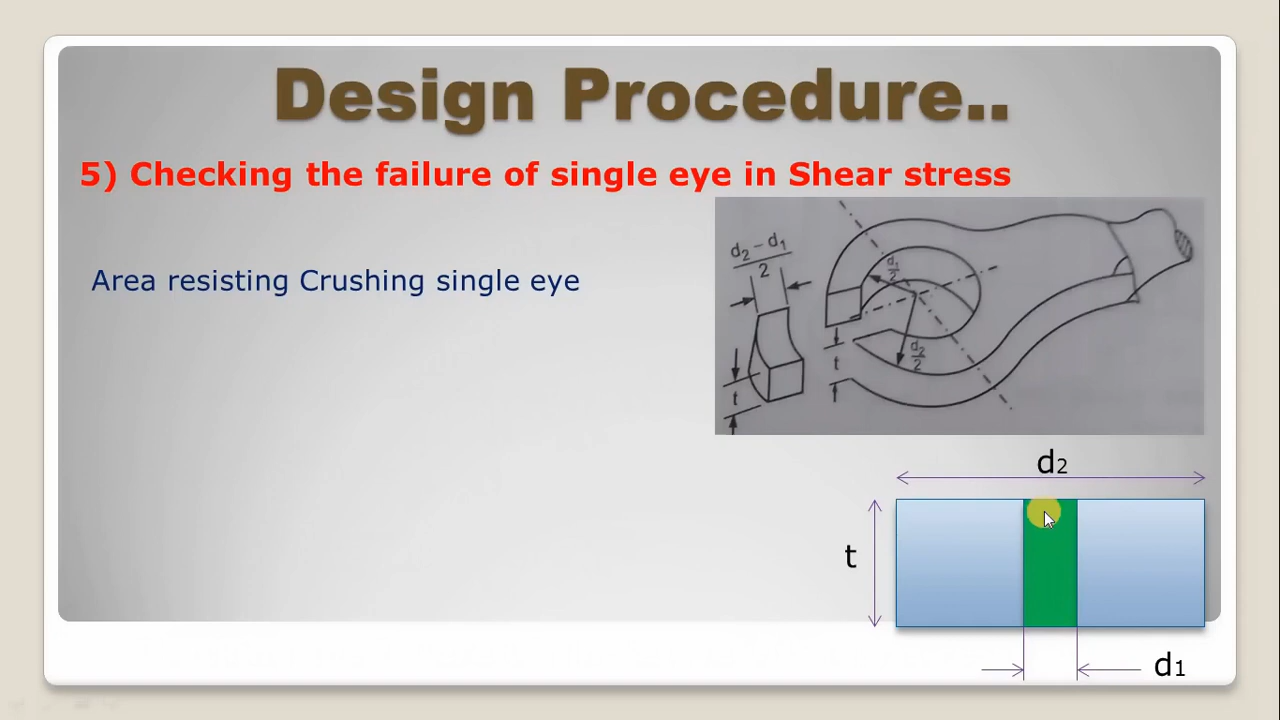 Design Procedure..
5) Checking the failure of single eye in Shear stress
Area resisting Crushing single eye
d2 – d1
2
d1
2
d2
2
t
t
d2
t
d1